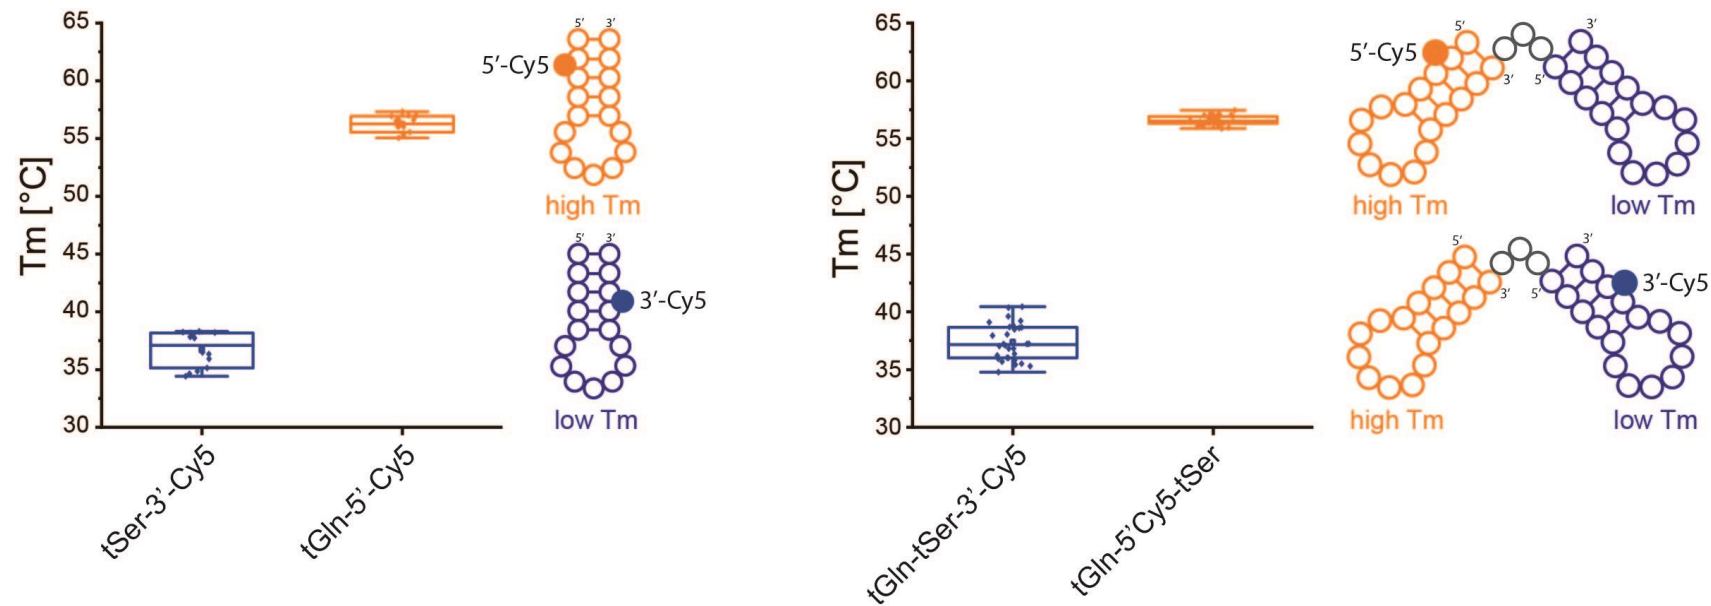 65
60
55
50
45
40
35
30
Tm [°C]
tSer-3'-Cy5
tGln-5'-Cy5
5' 3'
5'-Cy5
high Tm
5' 3'
3'-Cy5
low Tm
65
60
55
50
45
40
35
30
Tm [°C]
tGln-tSer-3'-Cy5
tGln-5'Cy5-tSer
5'
3'
5'-Cy5
3'
5'
high Tm
low Tm
5'
3'
3'-Cy5
3'
5'
high Tm
low Tm